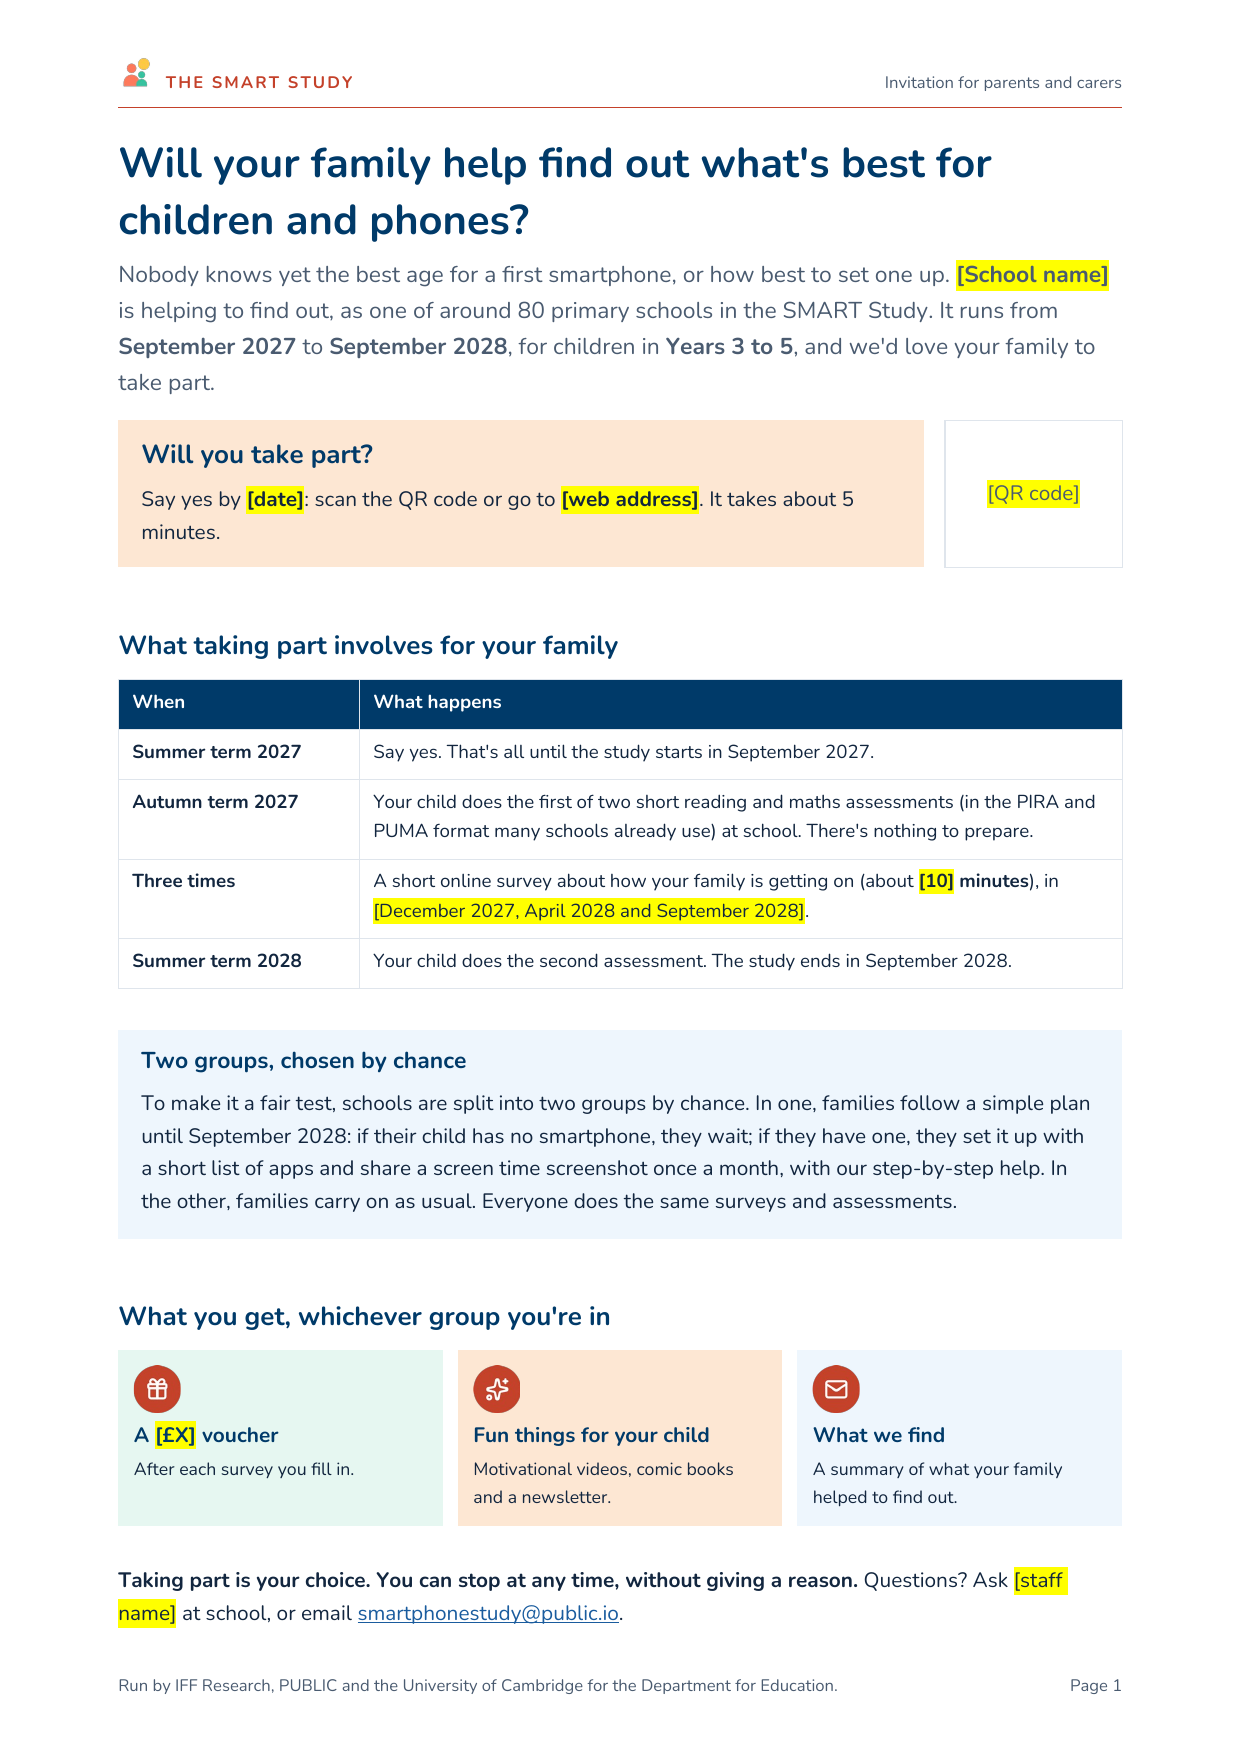 THE SMART STUDY
Invitation for parents and carers
Will your family help find out what's best for
children and phones?
Nobody knows yet the best age for a first smartphone, or how best to set one up. [School name]
is helping to find out, as one of around 80 primary schools in the SMART Study. It runs from
September 2027 to September 2028, for children in Years 3 to 5, and we'd love your family to
take part.
Will you take part?
Say yes by [date]: scan the QR code or go to [web address]. It takes about 5
minutes.
[QR code]
What taking part involves for your family
When
What happens
Summer term 2027
Say yes. That's all until the study starts in September 2027.
Autumn term 2027
Your child does the first of two short reading and maths assessments (in the PIRA and
PUMA format many schools already use) at school. There's nothing to prepare.
Three times
A short online survey about how your family is getting on (about [10] minutes), in
[December 2027, April 2028 and September 2028].
Summer term 2028
Your child does the second assessment. The study ends in September 2028.
Two groups, chosen by chance
To make it a fair test, schools are split into two groups by chance. In one, families follow a simple plan
until September 2028: if their child has no smartphone, they wait; if they have one, they set it up with
a short list of apps and share a screen time screenshot once a month, with our step-by-step help. In
the other, families carry on as usual. Everyone does the same surveys and assessments.
What you get, whichever group you're in
A [£X] voucher
After each survey you fill in.
Fun things for your child
Motivational videos, comic books
and a newsletter.
What we find
A summary of what your family
helped to find out.
Taking part is your choice. You can stop at any time, without giving a reason. Questions? Ask [staff
name] at school, or email smartphonestudy@public.io.
Run by IFF Research, PUBLIC and the University of Cambridge for the Department for Education.
Page 1